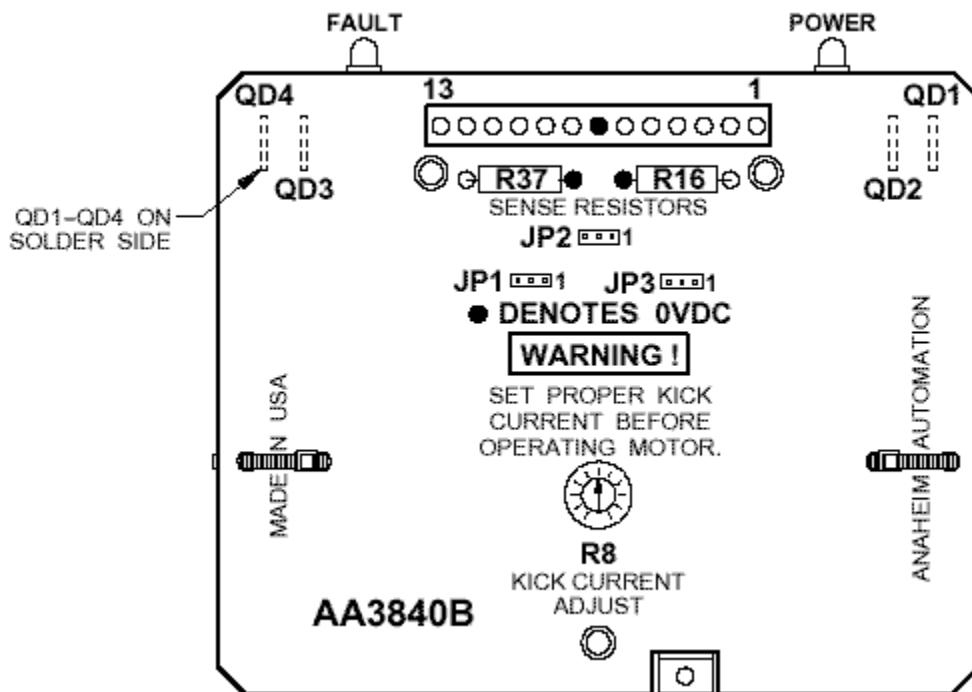 FAULT
POWER
13
1
QD4
QD1
QD3
QD2
R37
R16
SENSE RESISTORS
QD1-QD4 ON
SOLDER SIDE
JP2
1
JP1
1
JP3
1
DENOTES 0VDC
WARNING !
SET PROPER KICK
CURRENT BEFORE
OPERATING MOTOR.
MADE IN USA
ANAHEIM AUTOMATION
R8
KICK CURRENT
ADJUST
AA3840B